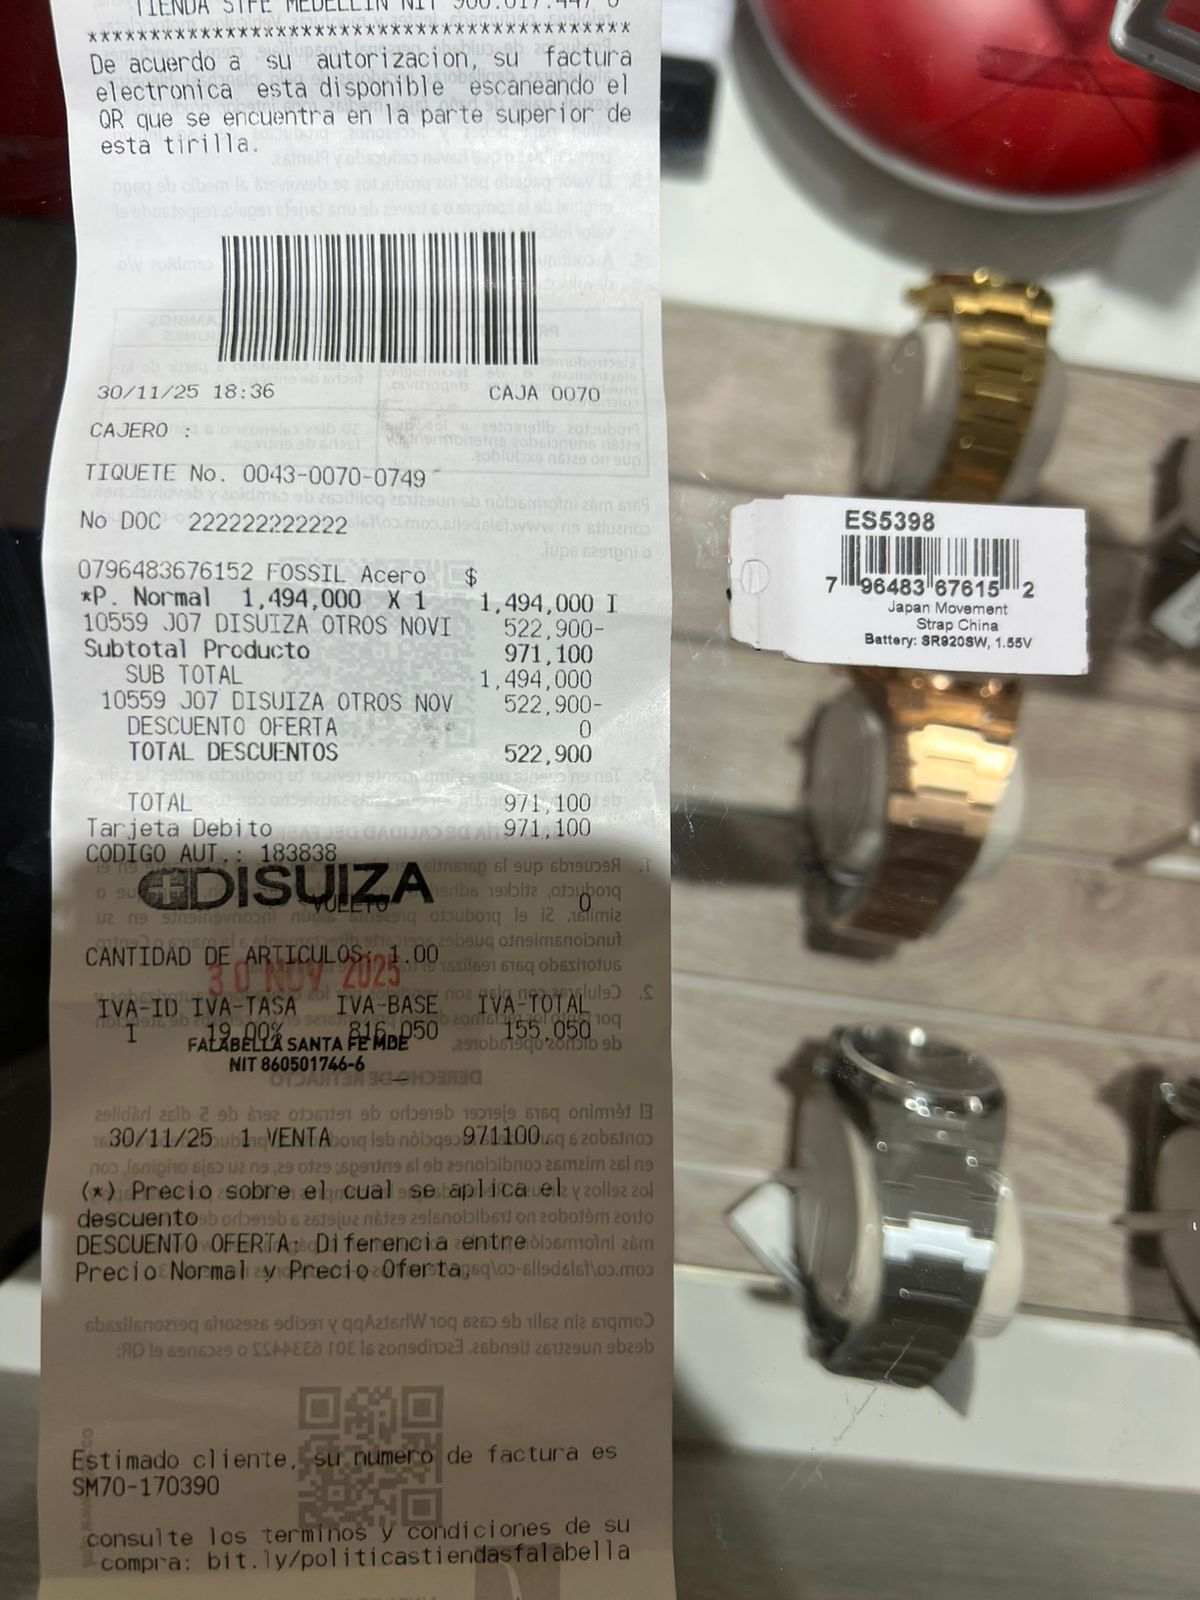 TIENDA STFE MEDELLIN NIT 900.017.447-8
****************************************
De acuerdo a su autorizacion, su factura
electronica esta disponible escaneando el
QR que se encuentra en la parte superior de
esta tirilla.
30/11/25 18:36 CAJA 0070
CAJERO :
TIQUETE No. 0043-0070-0749
No DOC 222222222222
0796483676152 FOSSIL Acero $
*P. Normal 1,494,000 X 1 1,494,000 I
10559 J07 DISUIZA OTROS NOVI 522,900-
Subtotal Producto 971,100
SUB TOTAL 1,494,000
10559 J07 DISUIZA OTROS NOV 522,900-
DESCUENTO OFERTA 0
TOTAL DESCUENTOS 522,900
TOTAL 971,100
Tarjeta Debito 971,100
CODIGO AUT.: 183838
DISUIZA
VUELTO 0
CANTIDAD DE ARTICULOS: 1.00
30 NOV 2025
IVA-ID IVA-TASA IVA-BASE IVA-TOTAL
I 19.00% 816,050 155,050
FALABELLA SANTA FE MDE
NIT 860501746-6
30/11/25 1 VENTA 971100.
(*) Precio sobre el cual se aplica el
descuento
DESCUENTO OFERTA: Diferencia entre
Precio Normal y Precio Oferta.
Estimado cliente, su numero de factura es
SM70-170390
consulte los terminos y condiciones de su
compra: bit.ly/politicastiendasfalabella
ES5398
7 96483 67615 2
Japan Movement
Strap China
Battery: SR920SW, 1.55V